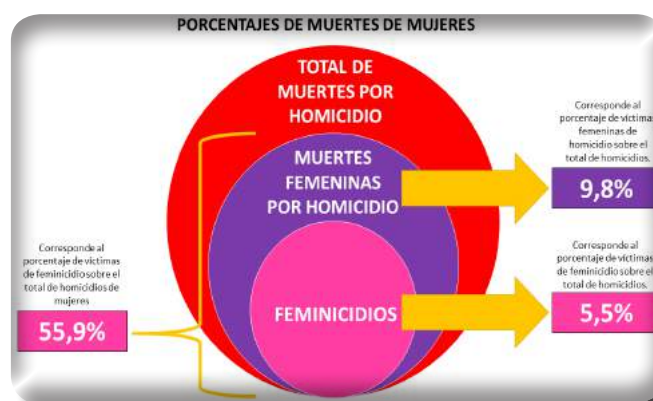 PORCENTAJES DE MUERTES DE MUJERES
TOTAL DE
MUERTES POR
HOMICIDIO
MUERTES
FEMENINAS
POR HOMICIDIO
FEMINICIDIOS
Corresponde al
porcentaje de víctimas
femeninas de
homicidio sobre el
total de homicidios.
9,8%
Corresponde al
porcentaje de víctimas
de feminicidio sobre el
total de homicidios.
5,5%
Corresponde al
porcentaje de víctimas
de feminicidio sobre el
total de homicidios de
mujeres
55,9%